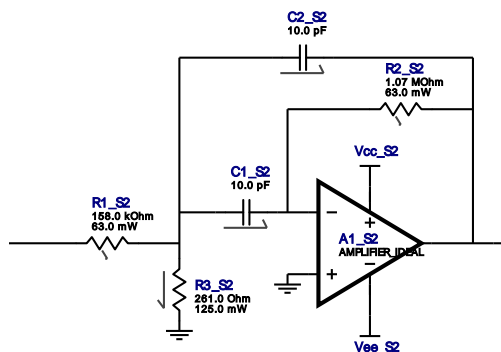 C2_S2
10.0 pF
R2_S2
1.07 MOhm
63.0 mW
Vcc_S2
C1_S2
10.0 pF
R1_S2
158.0 kOhm
63.0 mW
A1_S2
AMPLIFIER_IDEAL
R3_S2
261.0 Ohm
125.0 mW
Vee_S2